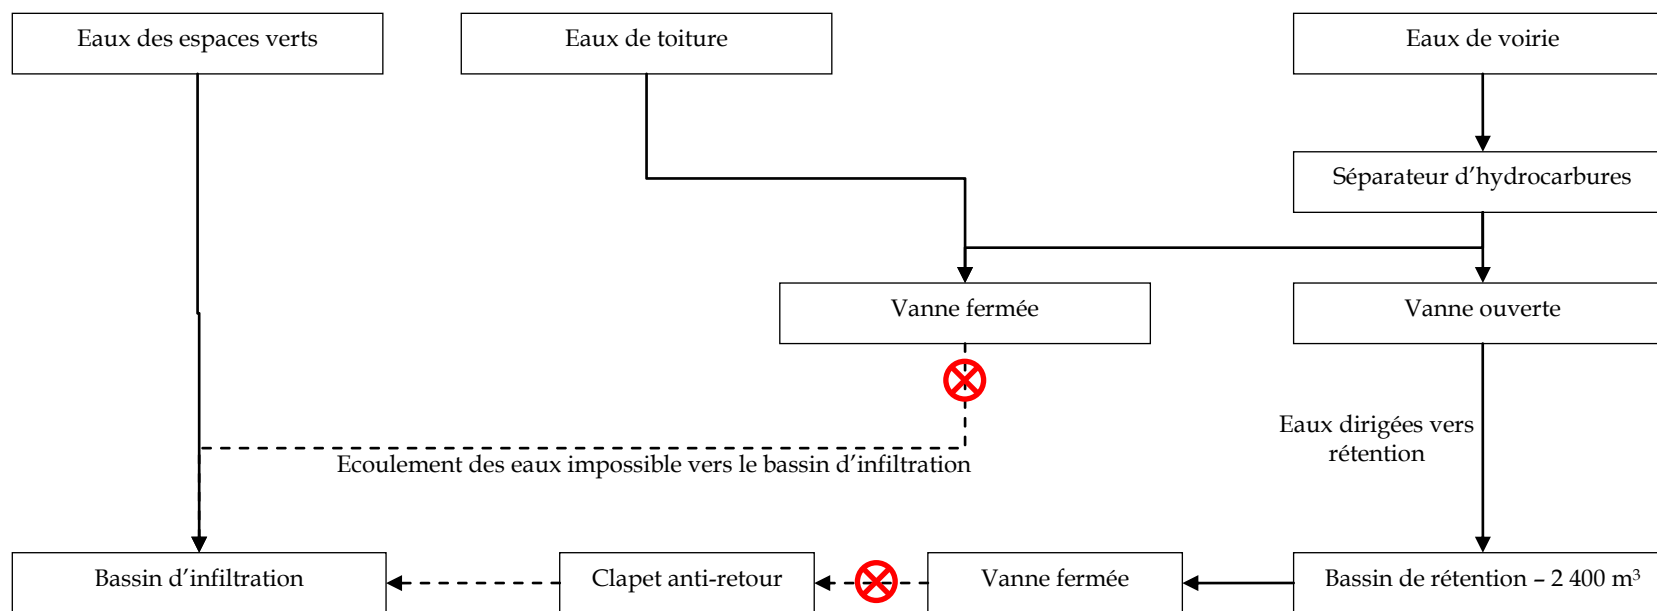 Eaux des espaces verts
Eaux de toiture
Eaux de voirie
Séparateur d’hydrocarbures
Vanne fermée
Vanne ouverte
Eaux dirigées vers
rétention
Ecoulement des eaux impossible vers le bassin d’infiltration
Bassin d’infiltration
Clapet anti-retour
Vanne fermée
Bassin de rétention – 2 400 m³